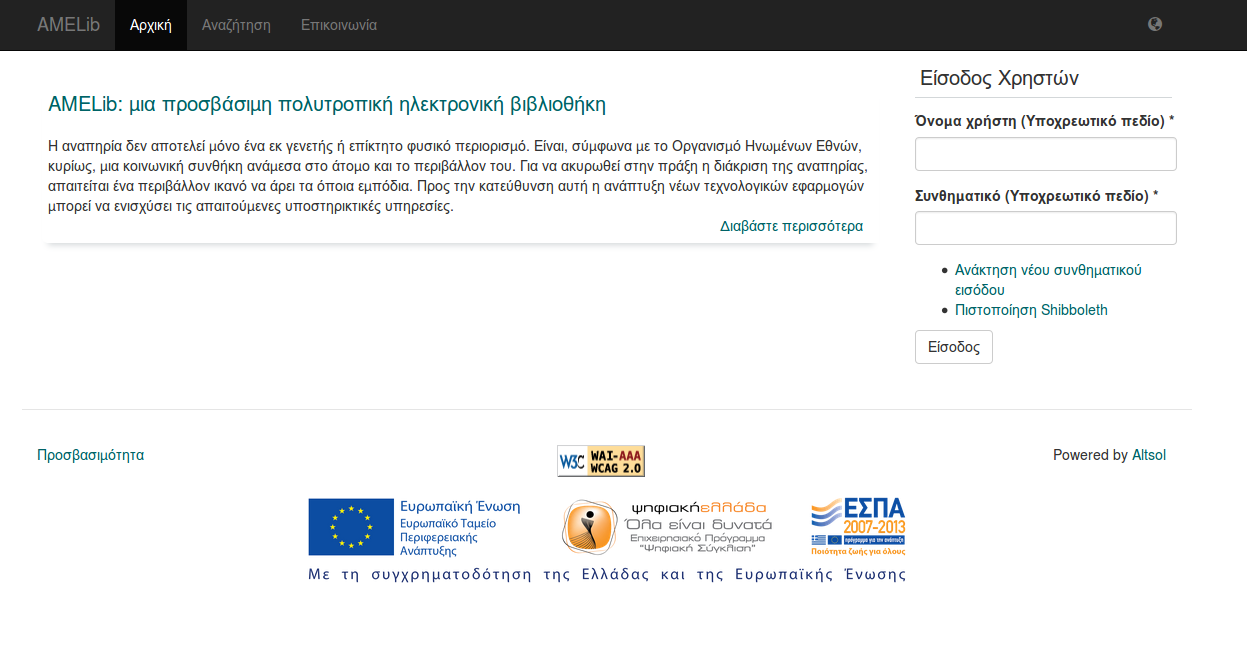 AMELib Αρχική Αναζήτηση Επικοινωνία
AMELib: μια προσβάσιμη πολυτροπική ηλεκτρονική βιβλιοθήκη
Η αναπηρία δεν αποτελεί μόνο ένα εκ γενετής ή επίκτητο φυσικό περιορισμό. Είναι, σύμφωνα με το Οργανισμό Ηνωμένων Εθνών,
κυρίως, μια κοινωνική συνθήκη ανάμεσα στο άτομο και το περιβάλλον του. Για να ακυρωθεί στην πράξη η διάκριση της αναπηρίας,
απαιτείται ένα περιβάλλον ικανό να άρει τα όποια εμπόδια. Προς την κατεύθυνση αυτή η ανάπτυξη νέων τεχνολογικών εφαρμογών
μπορεί να ενισχύσει τις απαιτούμενες υποστηρικτικές υπηρεσίες.
Διαβάστε περισσότερα
Είσοδος Χρηστών
Όνομα χρήστη (Υποχρεωτικό πεδίο) *
Συνθηματικό (Υποχρεωτικό πεδίο) *
Ανάκτηση νέου συνθηματικού
εισόδου
Πιστοποίηση Shibboleth
Είσοδος
Προσβασιμότητα
W3C WAI-AAA
WCAG 2.0
Powered by Altsol
Ευρωπαϊκή Ένωση
Ευρωπαϊκό Ταμείο
Περιφερειακής
Ανάπτυξης
ψηφιακήελλάδα
Όλα είναι δυνατά
Επιχειρησιακό Πρόγραμμα
"Ψηφιακή Σύγκλιση"
ΕΣΠΑ
2007-2013
πρόγραμμα για την ανάπτυξη
Ποιότητα ζωής για όλους
Με τη συγχρηματοδότηση της Ελλάδας και της Ευρωπαϊκής Ένωσης